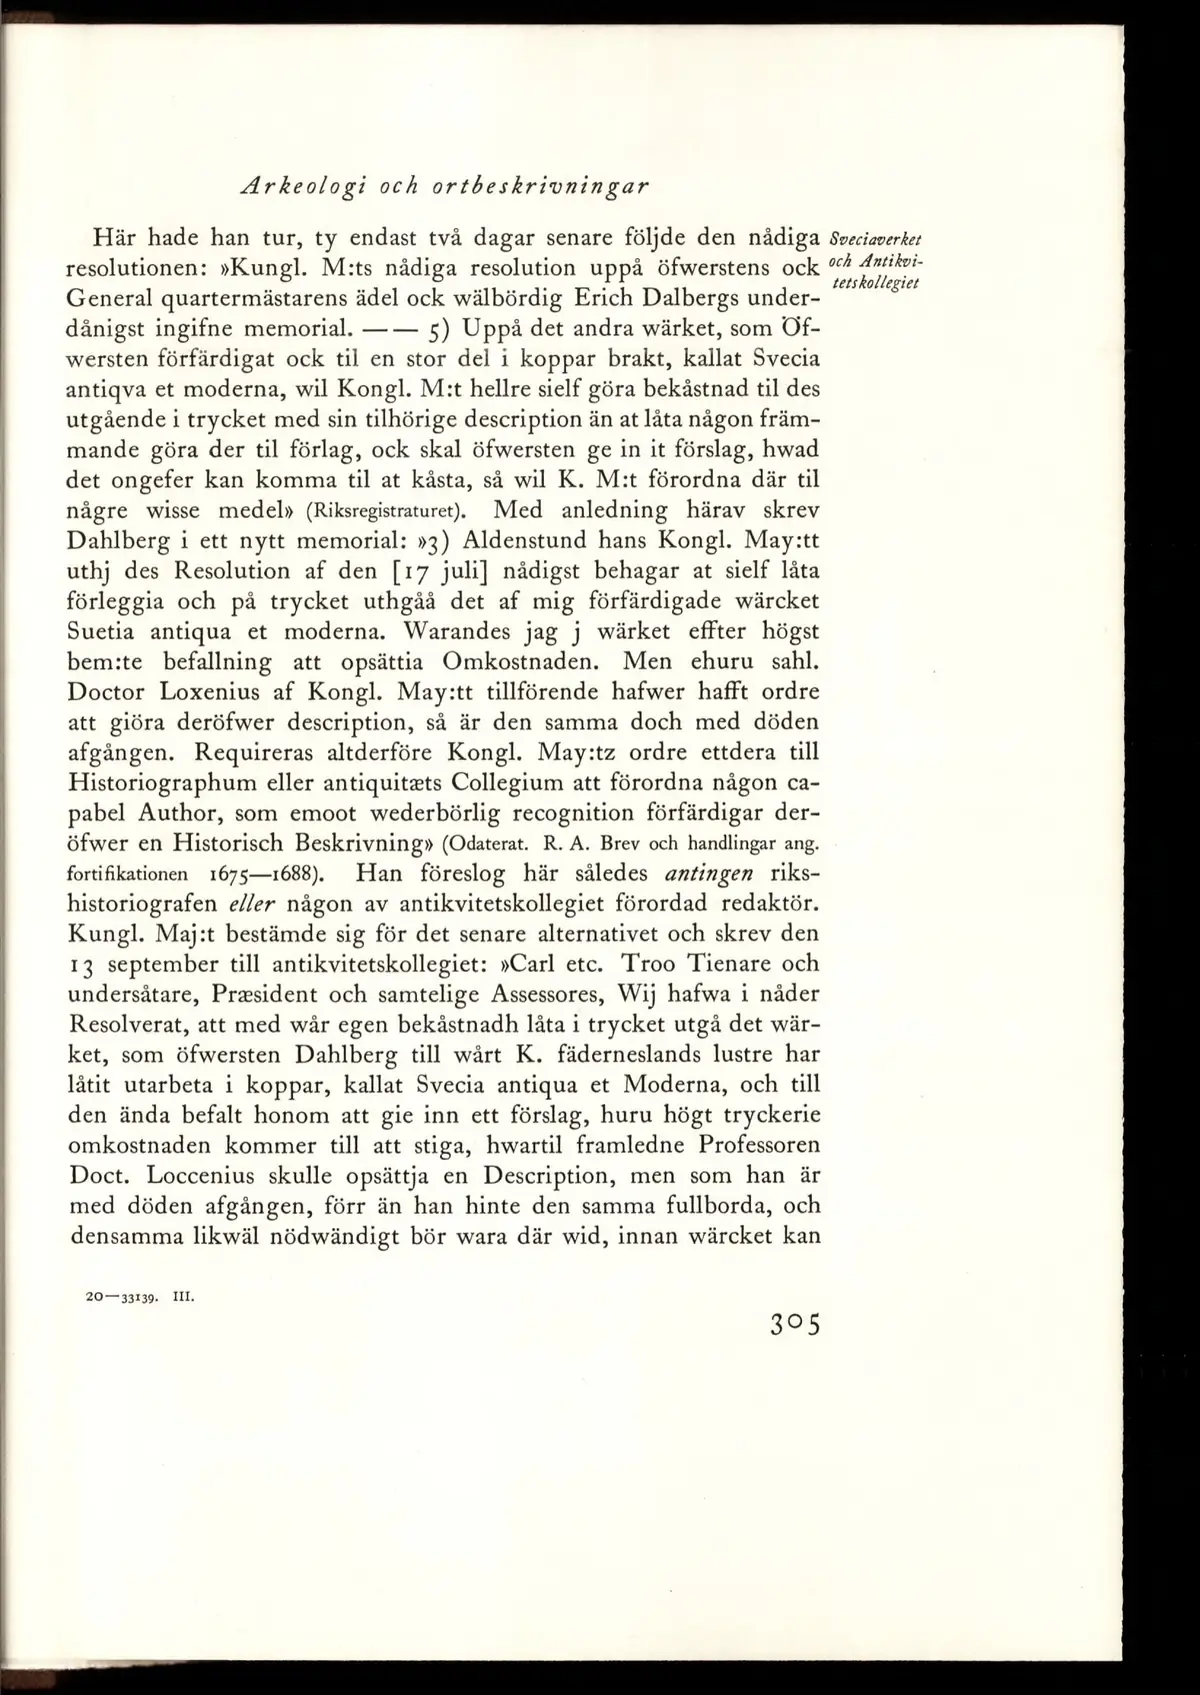 Arkeologi och ortbeskrivningar
Här hade han tur, ty endast två dagar senare följde den nådiga
resolutionen: »Kungl. M:ts nådiga resolution uppå öfwerstens ock
General quartermästarens ädel ock wälbördig Erich Dalbergs under-
dånigst ingifne memorial. — — 5) Uppå det andra wärket, som Öf-
wersten förfärdigat ock til en stor del i koppar brakt, kallat Svecia
antiqva et moderna, wil Kongl. M:t hellre sielf göra bekåstnad til des
utgående i trycket med sin tilhörige description än at låta någon främ-
mande göra der til förlag, ock skal öfwersten ge in it förslag, hwad
det ongefer kan komma til at kåsta, så wil K. M:t förordna där til
någre wisse medel» (Riksregistraturet). Med anledning härav skrev
Dahlberg i ett nytt memorial: »3) Aldenstund hans Kongl. May:tt
uthj des Resolution af den [17 juli] nådigst behagar at sielf låta
förleggia och på trycket uthgåå det af mig förfärdigade wärcket
Suetia antiqua et moderna. Warandes jag j wärket effter högst
bem:te befallning att opsättia Omkostnaden. Men ehuru sahl.
Doctor Loxenius af Kongl. May:tt tillförende hafwer hafft ordre
att giöra deröfwer description, så är den samma doch med döden
afgången. Requireras altderföre Kongl. May:tz ordre ettdera till
Historiographum eller antiquitæts Collegium att förordna någon ca-
pabel Author, som emoot wederbörlig recognition förfärdigar der-
öfwer en Historisch Beskrivning» (Odaterat. R. A. Brev och handlingar ang.
fortifikationen 1675—1688). Han föreslog här således antingen riks-
historiografen eller någon av antikvitetskollegiet förordad redaktör.
Kungl. Maj:t bestämde sig för det senare alternativet och skrev den
13 september till antikvitetskollegiet: »Carl etc. Troo Tienare och
undersåtare, Præsident och samtelige Assessores, Wij hafwa i nåder
Resolverat, att med wår egen bekåstnadh låta i trycket utgå det wär-
ket, som öfwersten Dahlberg till wårt K. fäderneslands lustre har
låtit utarbeta i koppar, kallat Svecia antiqua et Moderna, och till
den ända befalt honom att gie inn ett förslag, huru högt tryckerie
omkostnaden kommer till att stiga, hwartil framledne Professoren
Doct. Loccenius skulle opsättja en Description, men som han är
med döden afgången, förr än han hinte den samma fullborda, och
densamma likwäl nödwändigt bör wara där wid, innan wärcket kan
Sveciaverket
och Antikvi-
tetskollegiet
20—33139. III.
305